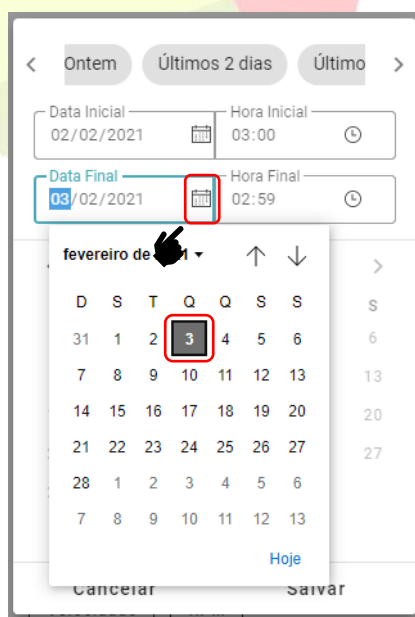 Ontem Últimos 2 dias Último
Data Inicial Hora Inicial
02/02/2021 03:00
Data Final Hora Final
03/02/2021 02:59
fevereiro de
D S T Q Q S S
31 1 2 3 4 5 6
7 8 9 10 11 12 13
14 15 16 17 18 19 20
21 22 23 24 25 26 27
28 1 2 3 4 5 6
7 8 9 10 11 12 13
Hoje
S
6
13
20
27
Cancelar Salvar